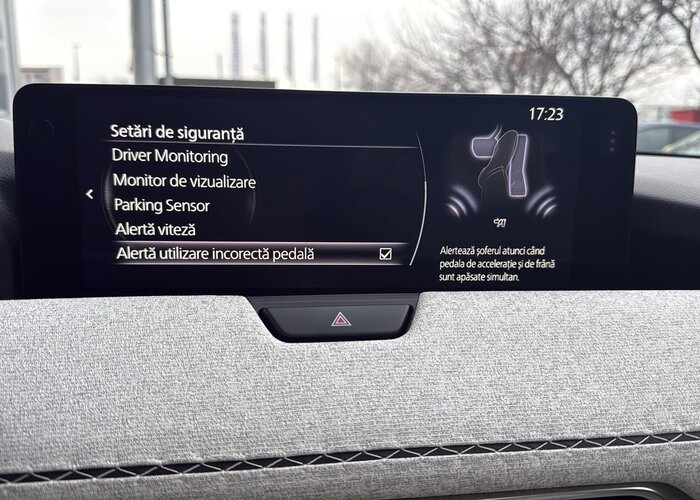 17:23
Setări de siguranță
Driver Monitoring
Monitor de vizualizare
Parking Sensor
Alertă viteză
Alertă utilizare incorectă pedală
Alertează șoferul atunci când
pedala de accelerație și de frână
sunt apăsate simultan.